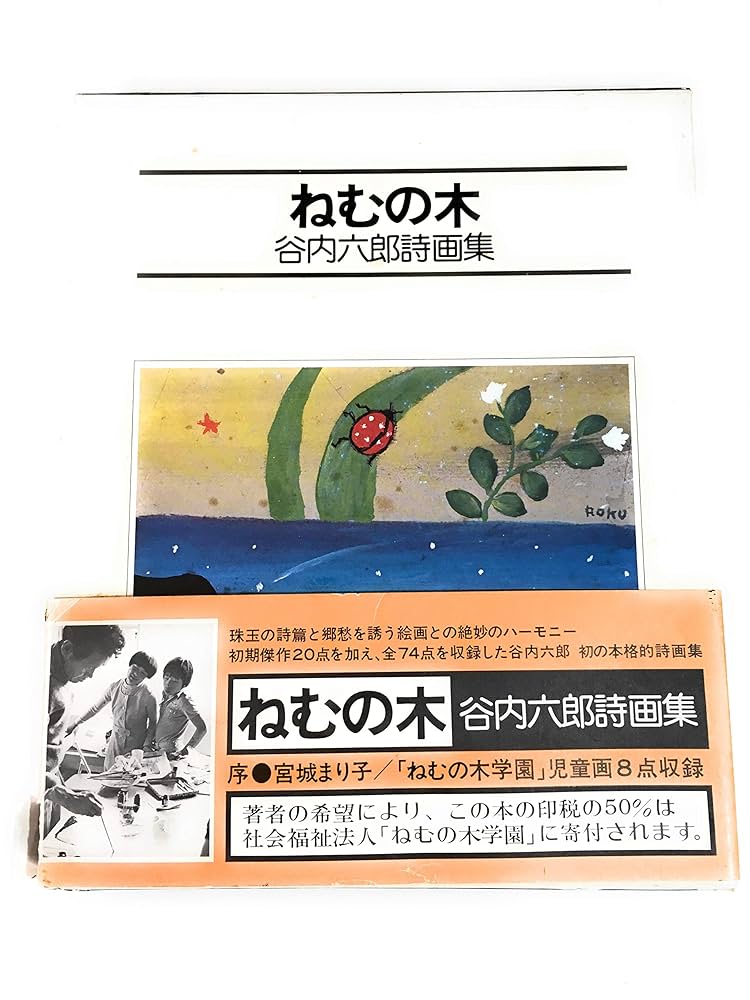 ねむの木
谷内六郎詩画集
ROKU
珠玉の詩篇と郷愁を誘う絵画との絶妙のハーモニー
初期傑作20点を加え、全74点を収録した谷内六郎 初の本格的詩画集
ねむの木 谷内六郎詩画集
序●宮城まり子/「ねむの木学園」児童画8点収録
著者の希望により、この本の印税の50%は
社会福祉法人「ねむの木学園」に寄付されます。